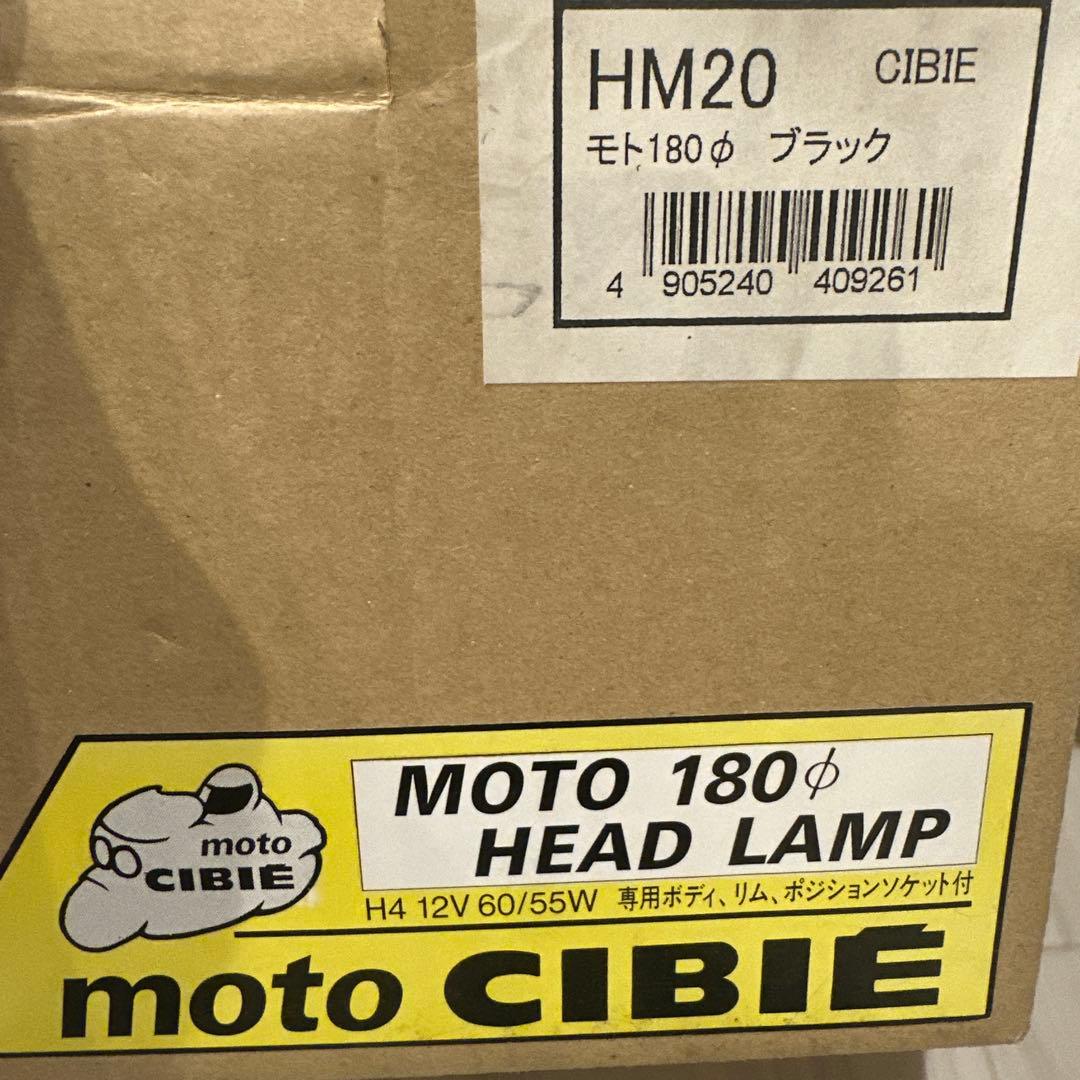 HM20 CIBIE
モト180φ ブラック
4 905240 409261
MOTO 180φ
HEAD LAMP
moto
CIBIÉ
H4 12V 60/55W 専用ボディ、リム、ポジションソケット付
moto CIBIÉ